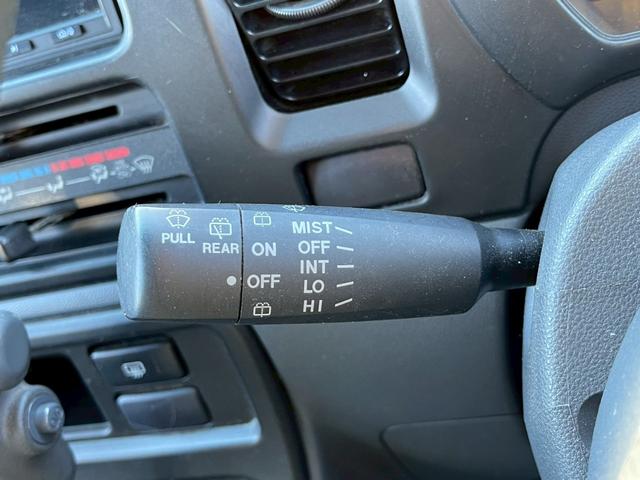 PULL
REAR
ON
OFF
MIST
OFF
INT
LO
HI